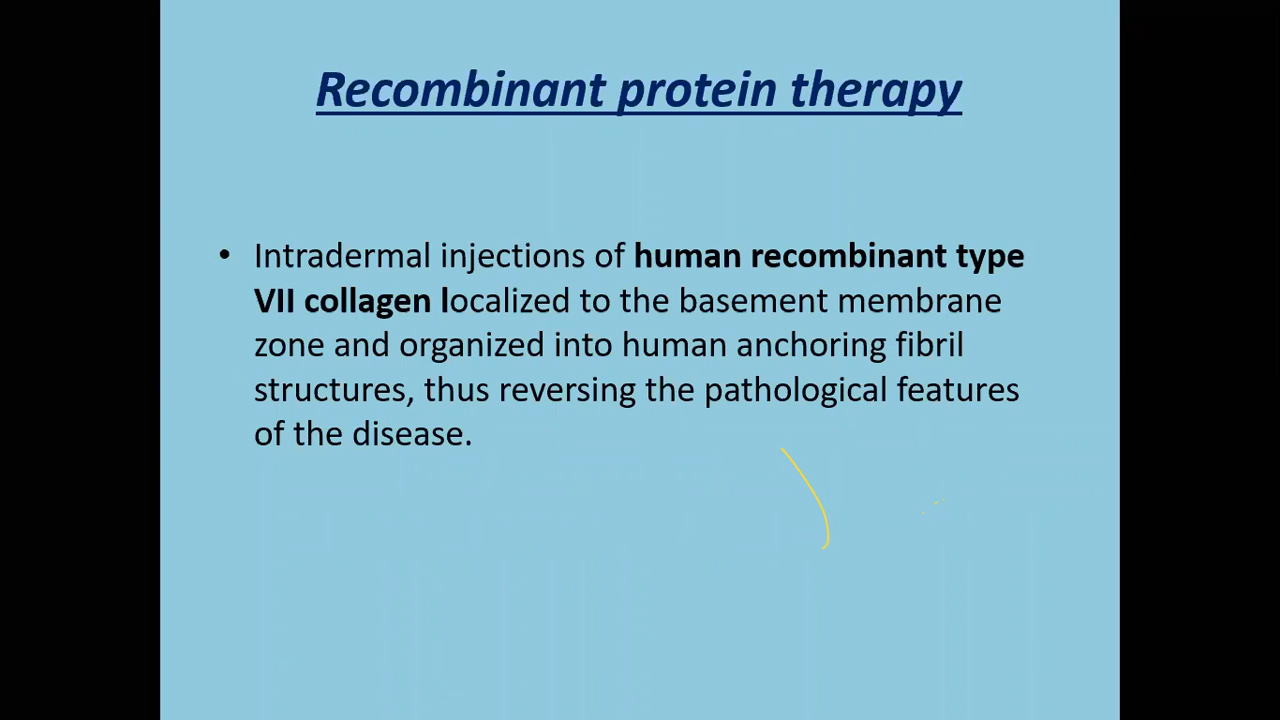 Recombinant protein therapy
• Intradermal injections of human recombinant type
VII collagen localized to the basement membrane
zone and organized into human anchoring fibril
structures, thus reversing the pathological features
of the disease.